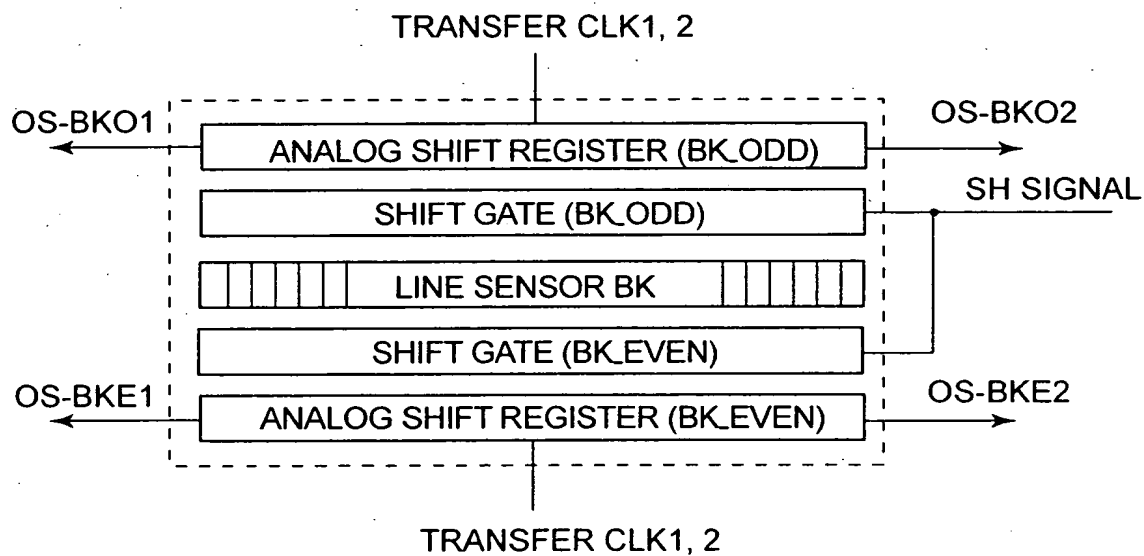 TRANSFER CLK1, 2
OS-BKO1
OS-BKO2
ANALOG SHIFT REGISTER (BK_ODD)
SH SIGNAL
SHIFT GATE (BK_ODD)
LINE SENSOR BK
SHIFT GATE (BK_EVEN)
OS-BKE1
OS-BKE2
ANALOG SHIFT REGISTER (BK_EVEN)
TRANSFER CLK1, 2